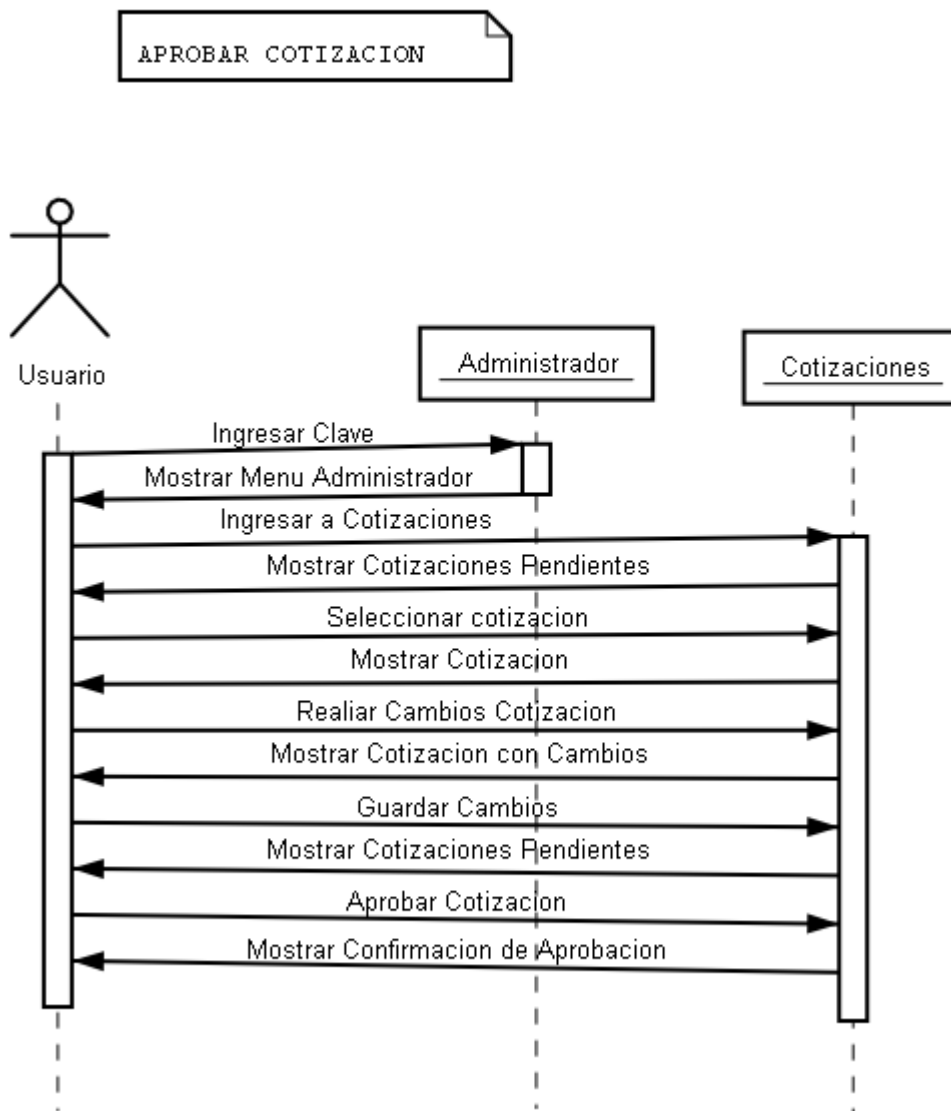 APROBAR COTIZACION
Usuario
Administrador
Cotizaciones
Ingresar Clave
Mostrar Menu Administrador
Ingresar a Cotizaciones
Mostrar Cotizaciones Pendientes
Seleccionar cotizacion
Mostrar Cotizacion
Realiar Cambios Cotizacion
Mostrar Cotizacion con Cambios
Guardar Cambios
Mostrar Cotizaciones Pendientes
Aprobar Cotizacion
Mostrar Confirmacion de Aprobacion